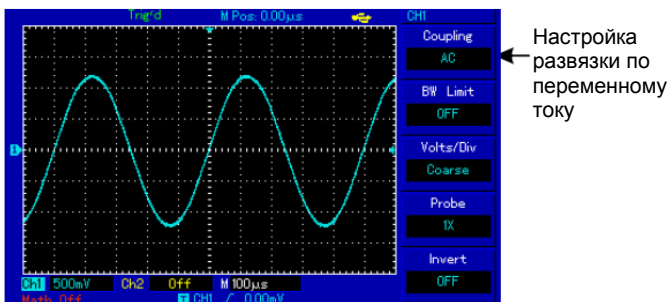 Trig'd M Pos: 0.00μs CH1
Coupling
AC
Настройка
развязки по
переменному
току
BW Limit
OFF
Volts/Div
Coarse
Probe
1X
Invert
OFF
1
Ch1 500mV Ch2 Off M 100μs
Math Off T CH1 0.00mV